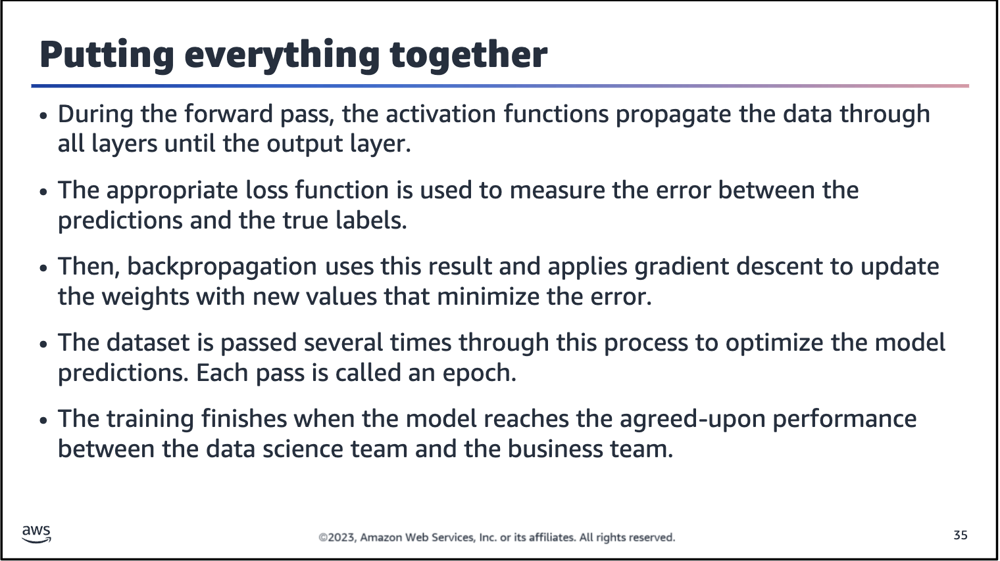 Putting everything together
• During the forward pass, the activation functions propagate the data through
all layers until the output layer.
• The appropriate loss function is used to measure the error between the
predictions and the true labels.
• Then, backpropagation uses this result and applies gradient descent to update
the weights with new values that minimize the error.
• The dataset is passed several times through this process to optimize the model
predictions. Each pass is called an epoch.
• The training finishes when the model reaches the agreed-upon performance
between the data science team and the business team.
aws
©2023, Amazon Web Services, Inc. or its affiliates. All rights reserved.
35